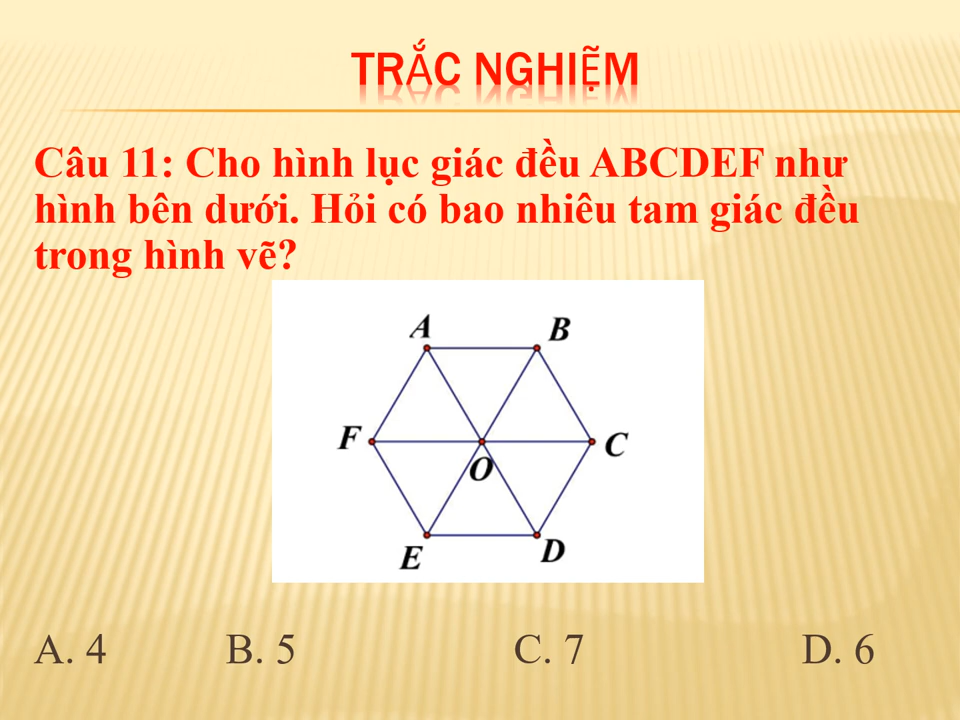 TRẮC NGHIỆM
Câu 11: Cho hình lục giác đều ABCDEF như
hình bên dưới. Hỏi có bao nhiêu tam giác đều
trong hình vẽ?
A B
F C
O
E D
A. 4 B. 5 C. 7 D. 6